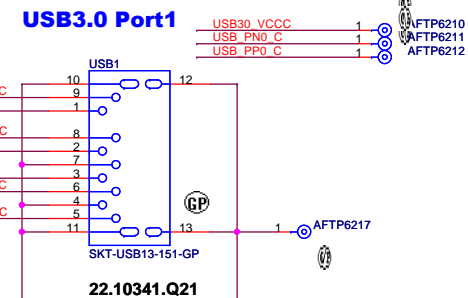 USB3.0 Port1
USB30_VCCC 1 AFTP6210
USB_PN0_C 1 AFTP6211
USB_PP0_C 1 AFTP6212
USB1
10 12
C 9
1
C 8
2
7
3
C 6
4
C 5
11 13
GP
1 AFTP6217
SKT-USB13-151-GP
22.10341.Q21